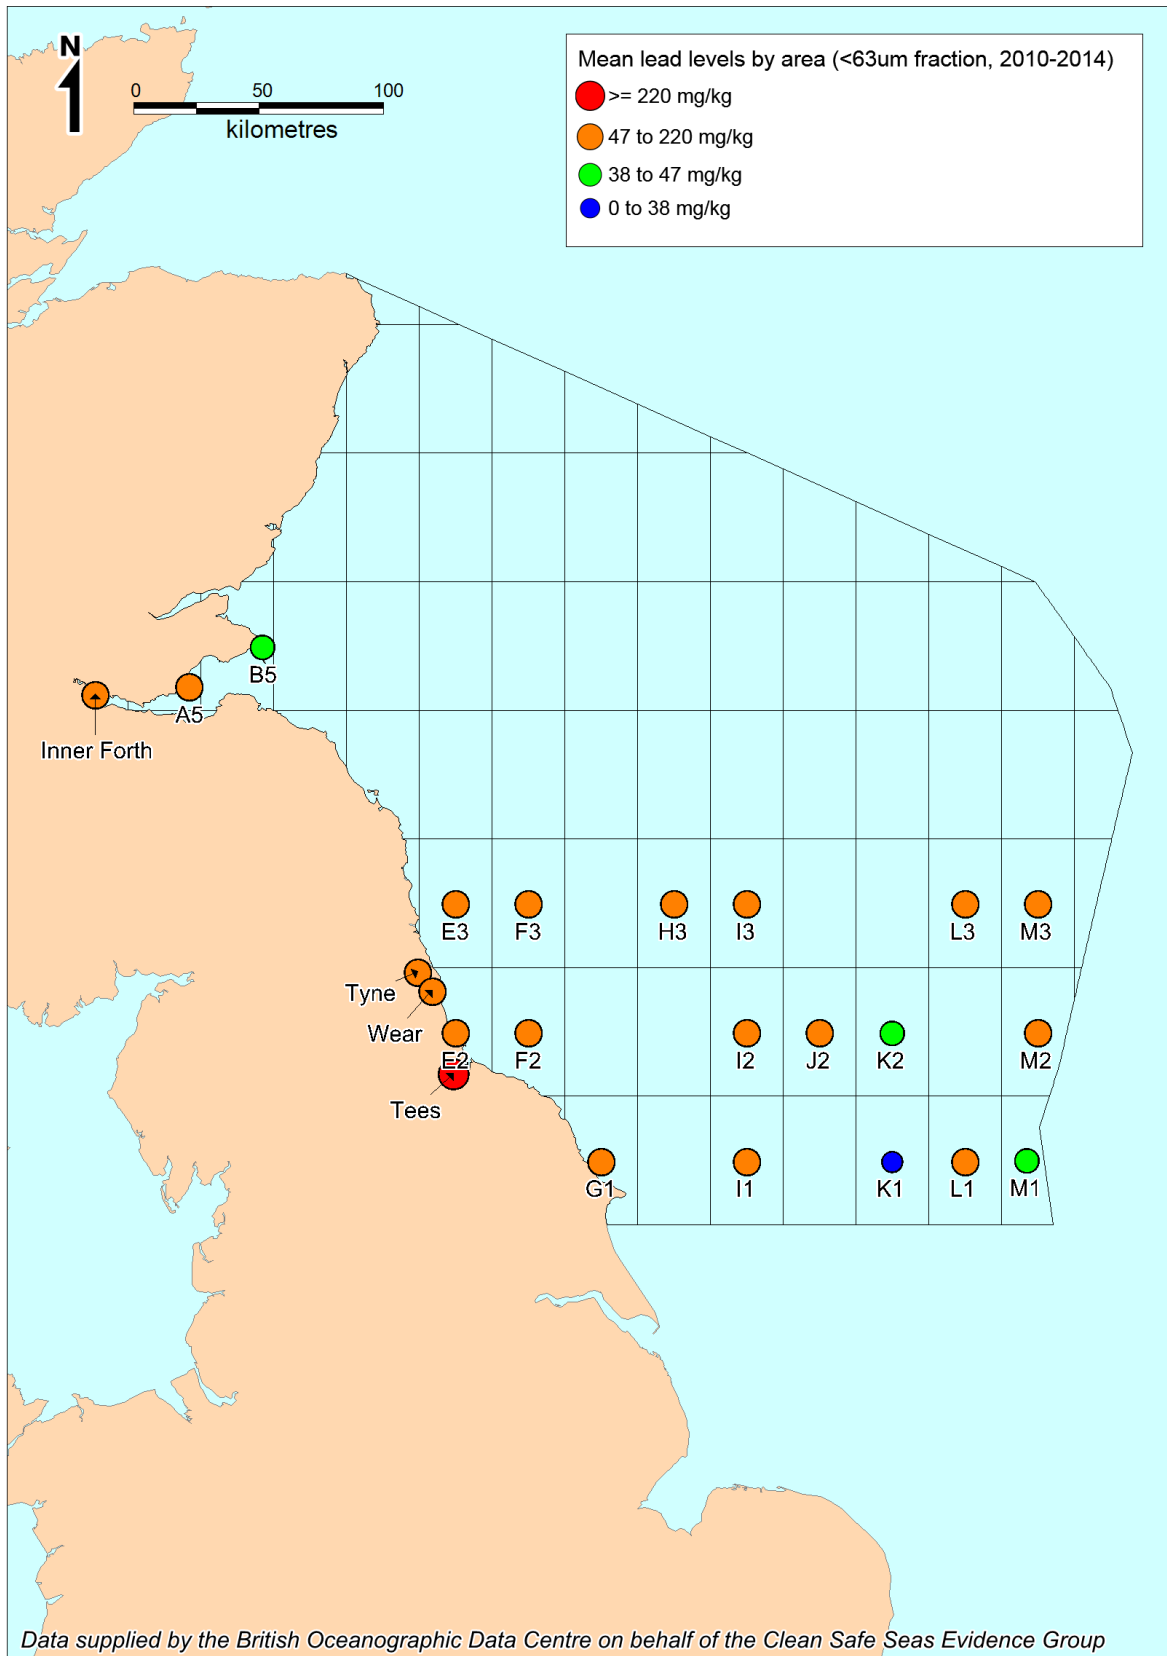 N
0 50 100
kilometres
Mean lead levels by area (<63um fraction, 2010-2014)
>= 220 mg/kg
47 to 220 mg/kg
38 to 47 mg/kg
0 to 38 mg/kg
B5
A5
Inner Forth
E3 F3 H3 I3 L3 M3
Tyne
Wear
E2 F2 I2 J2 K2 M2
Tees
G1 I1 K1 L1 M1
Data supplied by the British Oceanographic Data Centre on behalf of the Clean Safe Seas Evidence Group